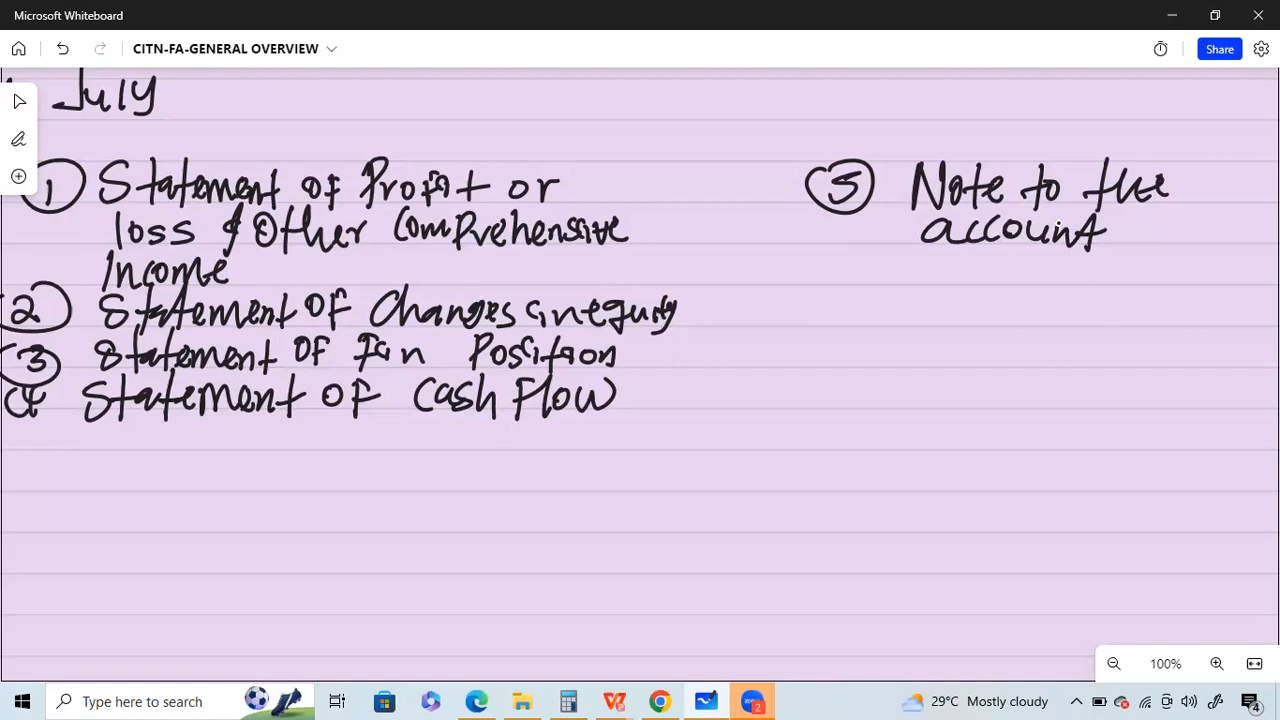 Microsoft Whiteboard
CITN-FA-GENERAL OVERVIEW
Share
July
1 Statement of Profit or
loss & Other Comprehensive
Income
2 Statement Of Changes in equity
3 Statement Of Fin Position
4 Statement Of Cash Flow
5 Note to the
account
100%
Type here to search
2
29°C Mostly cloudy
4